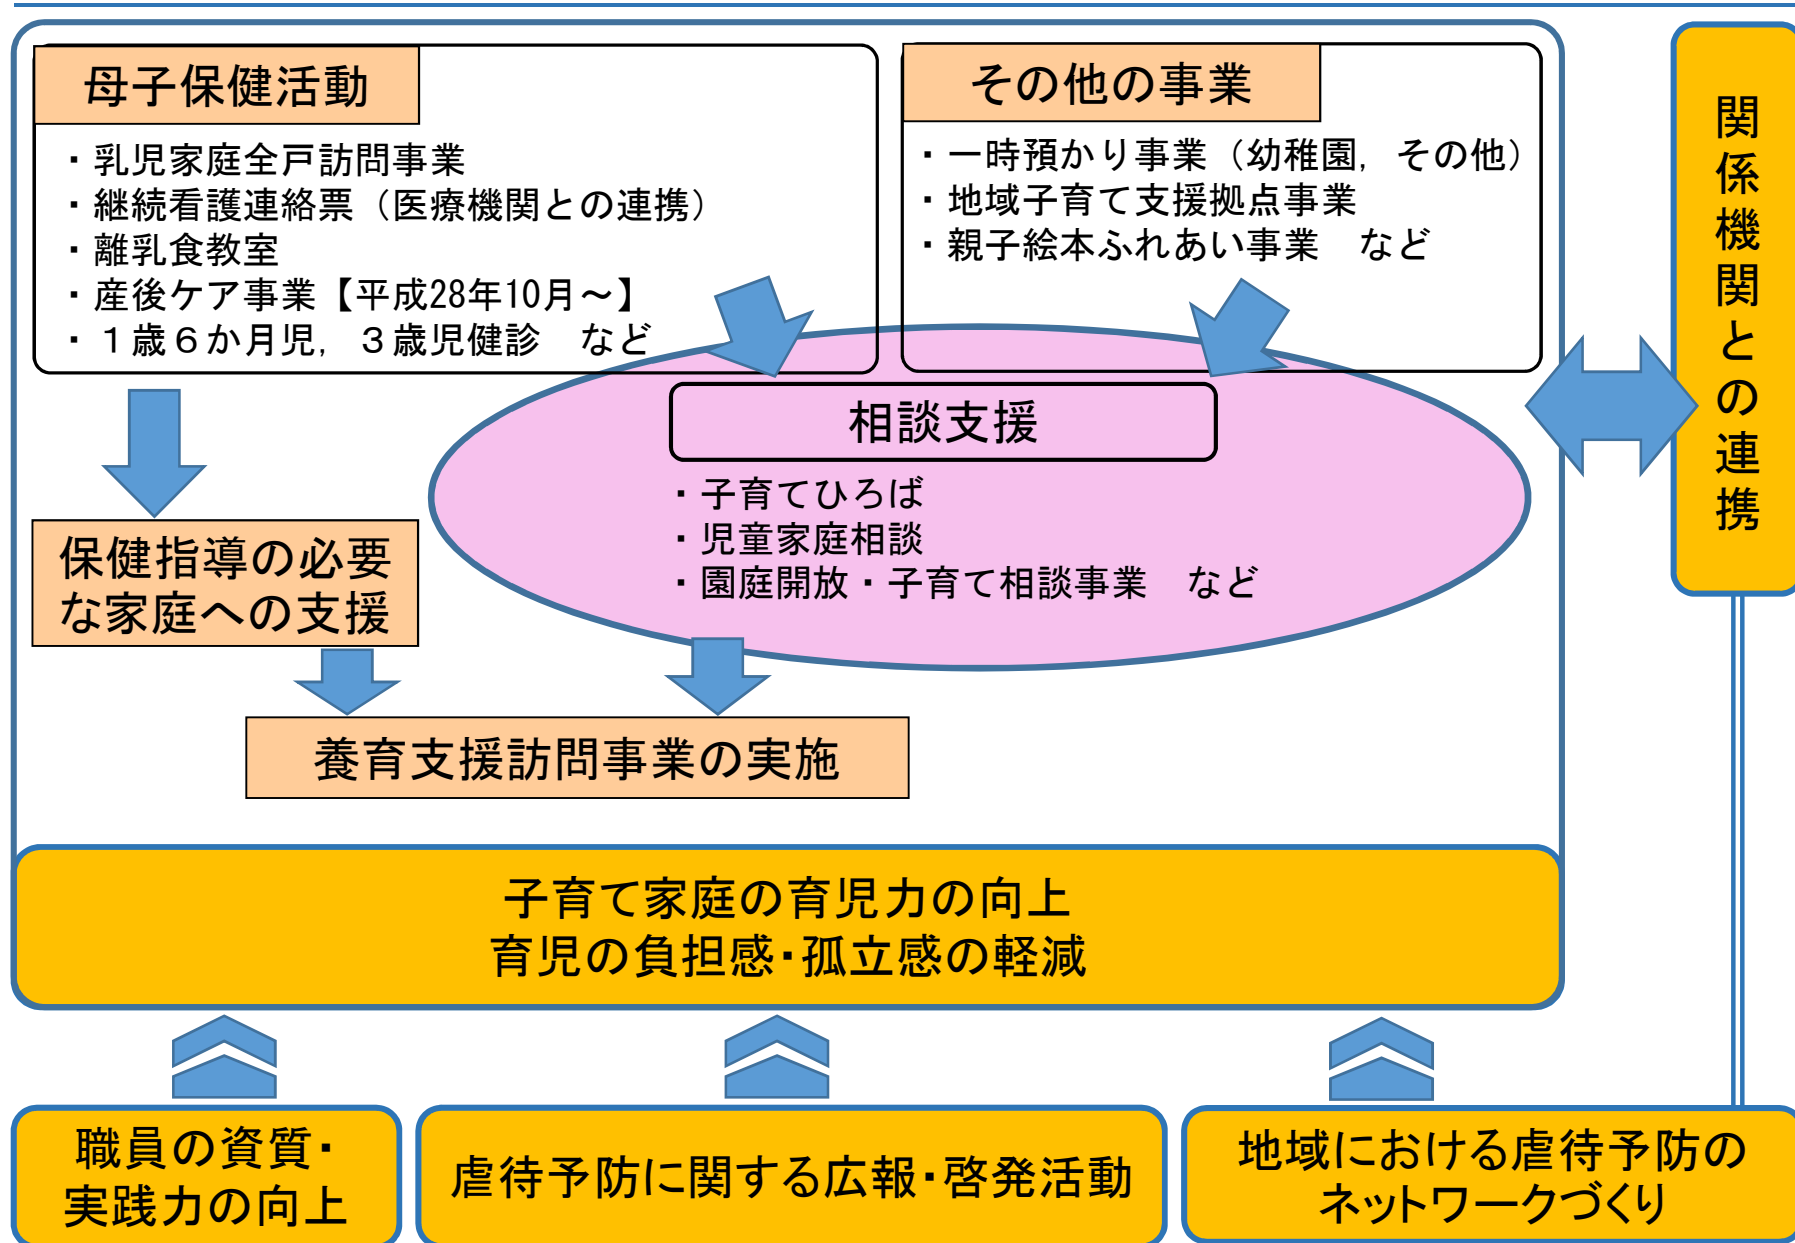 母子保健活動
・乳児家庭全戸訪問事業
・継続看護連絡票（医療機関との連携）
・離乳食教室
・産後ケア事業【平成28年10月～】
・１歳６か月児，３歳児健診　など
その他の事業
・一時預かり事業（幼稚園，その他）
・地域子育て支援拠点事業
・親子絵本ふれあい事業　など
関係機関との連携
相談支援
・子育てひろば
・児童家庭相談
・園庭開放・子育て相談事業　など
保健指導の必要
な家庭への支援
養育支援訪問事業の実施
子育て家庭の育児力の向上
育児の負担感・孤立感の軽減
職員の資質・
実践力の向上
虐待予防に関する広報・啓発活動
地域における虐待予防の
ネットワークづくり